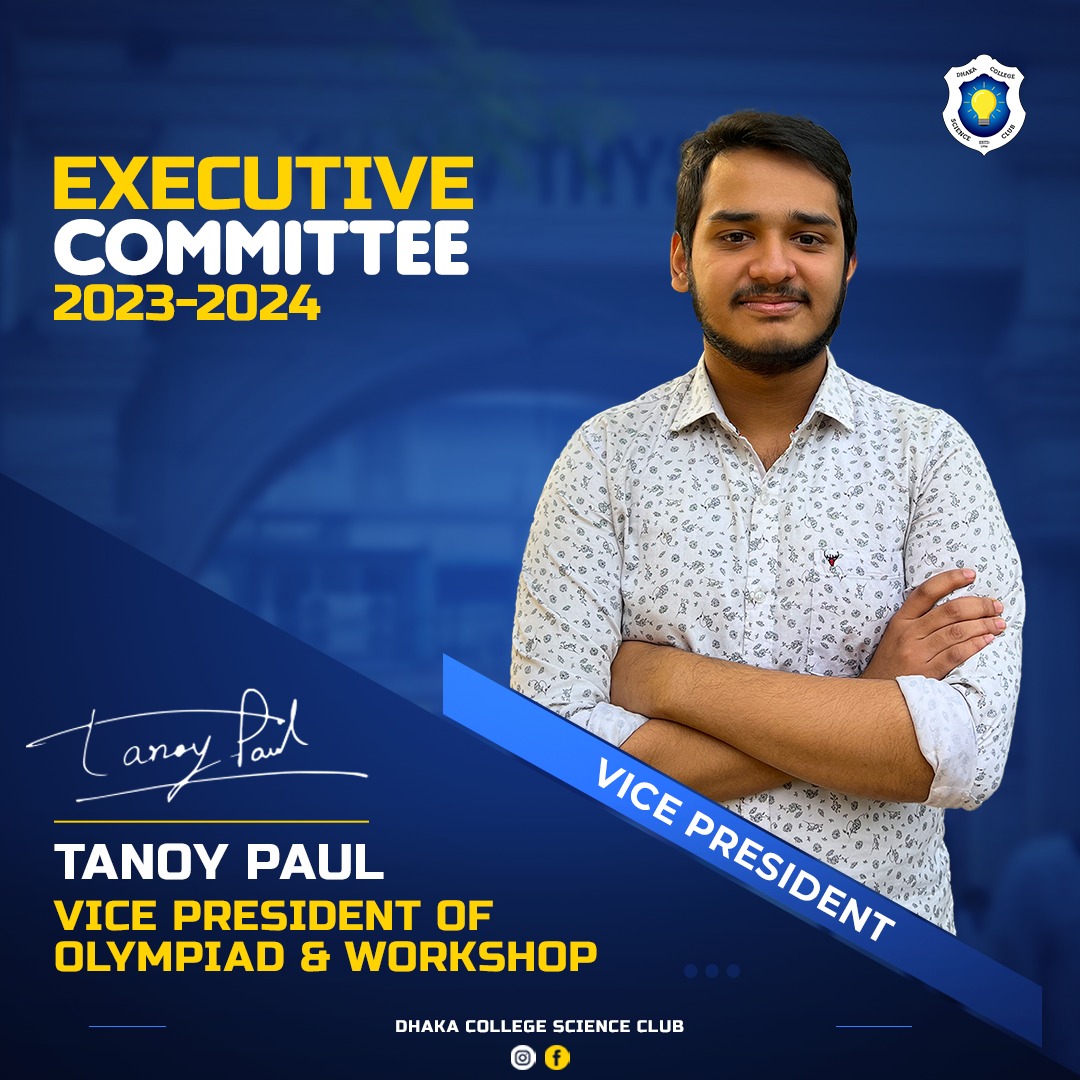 DHAKA COLLEGE
SCIENCE CLUB
EXECUTIVE
COMMITTEE
2023-2024
Tanoy Paul
TANOY PAUL
VICE PRESIDENT OF
OLYMPIAD & WORKSHOP
VICE PRESIDENT
DHAKA COLLEGE SCIENCE CLUB